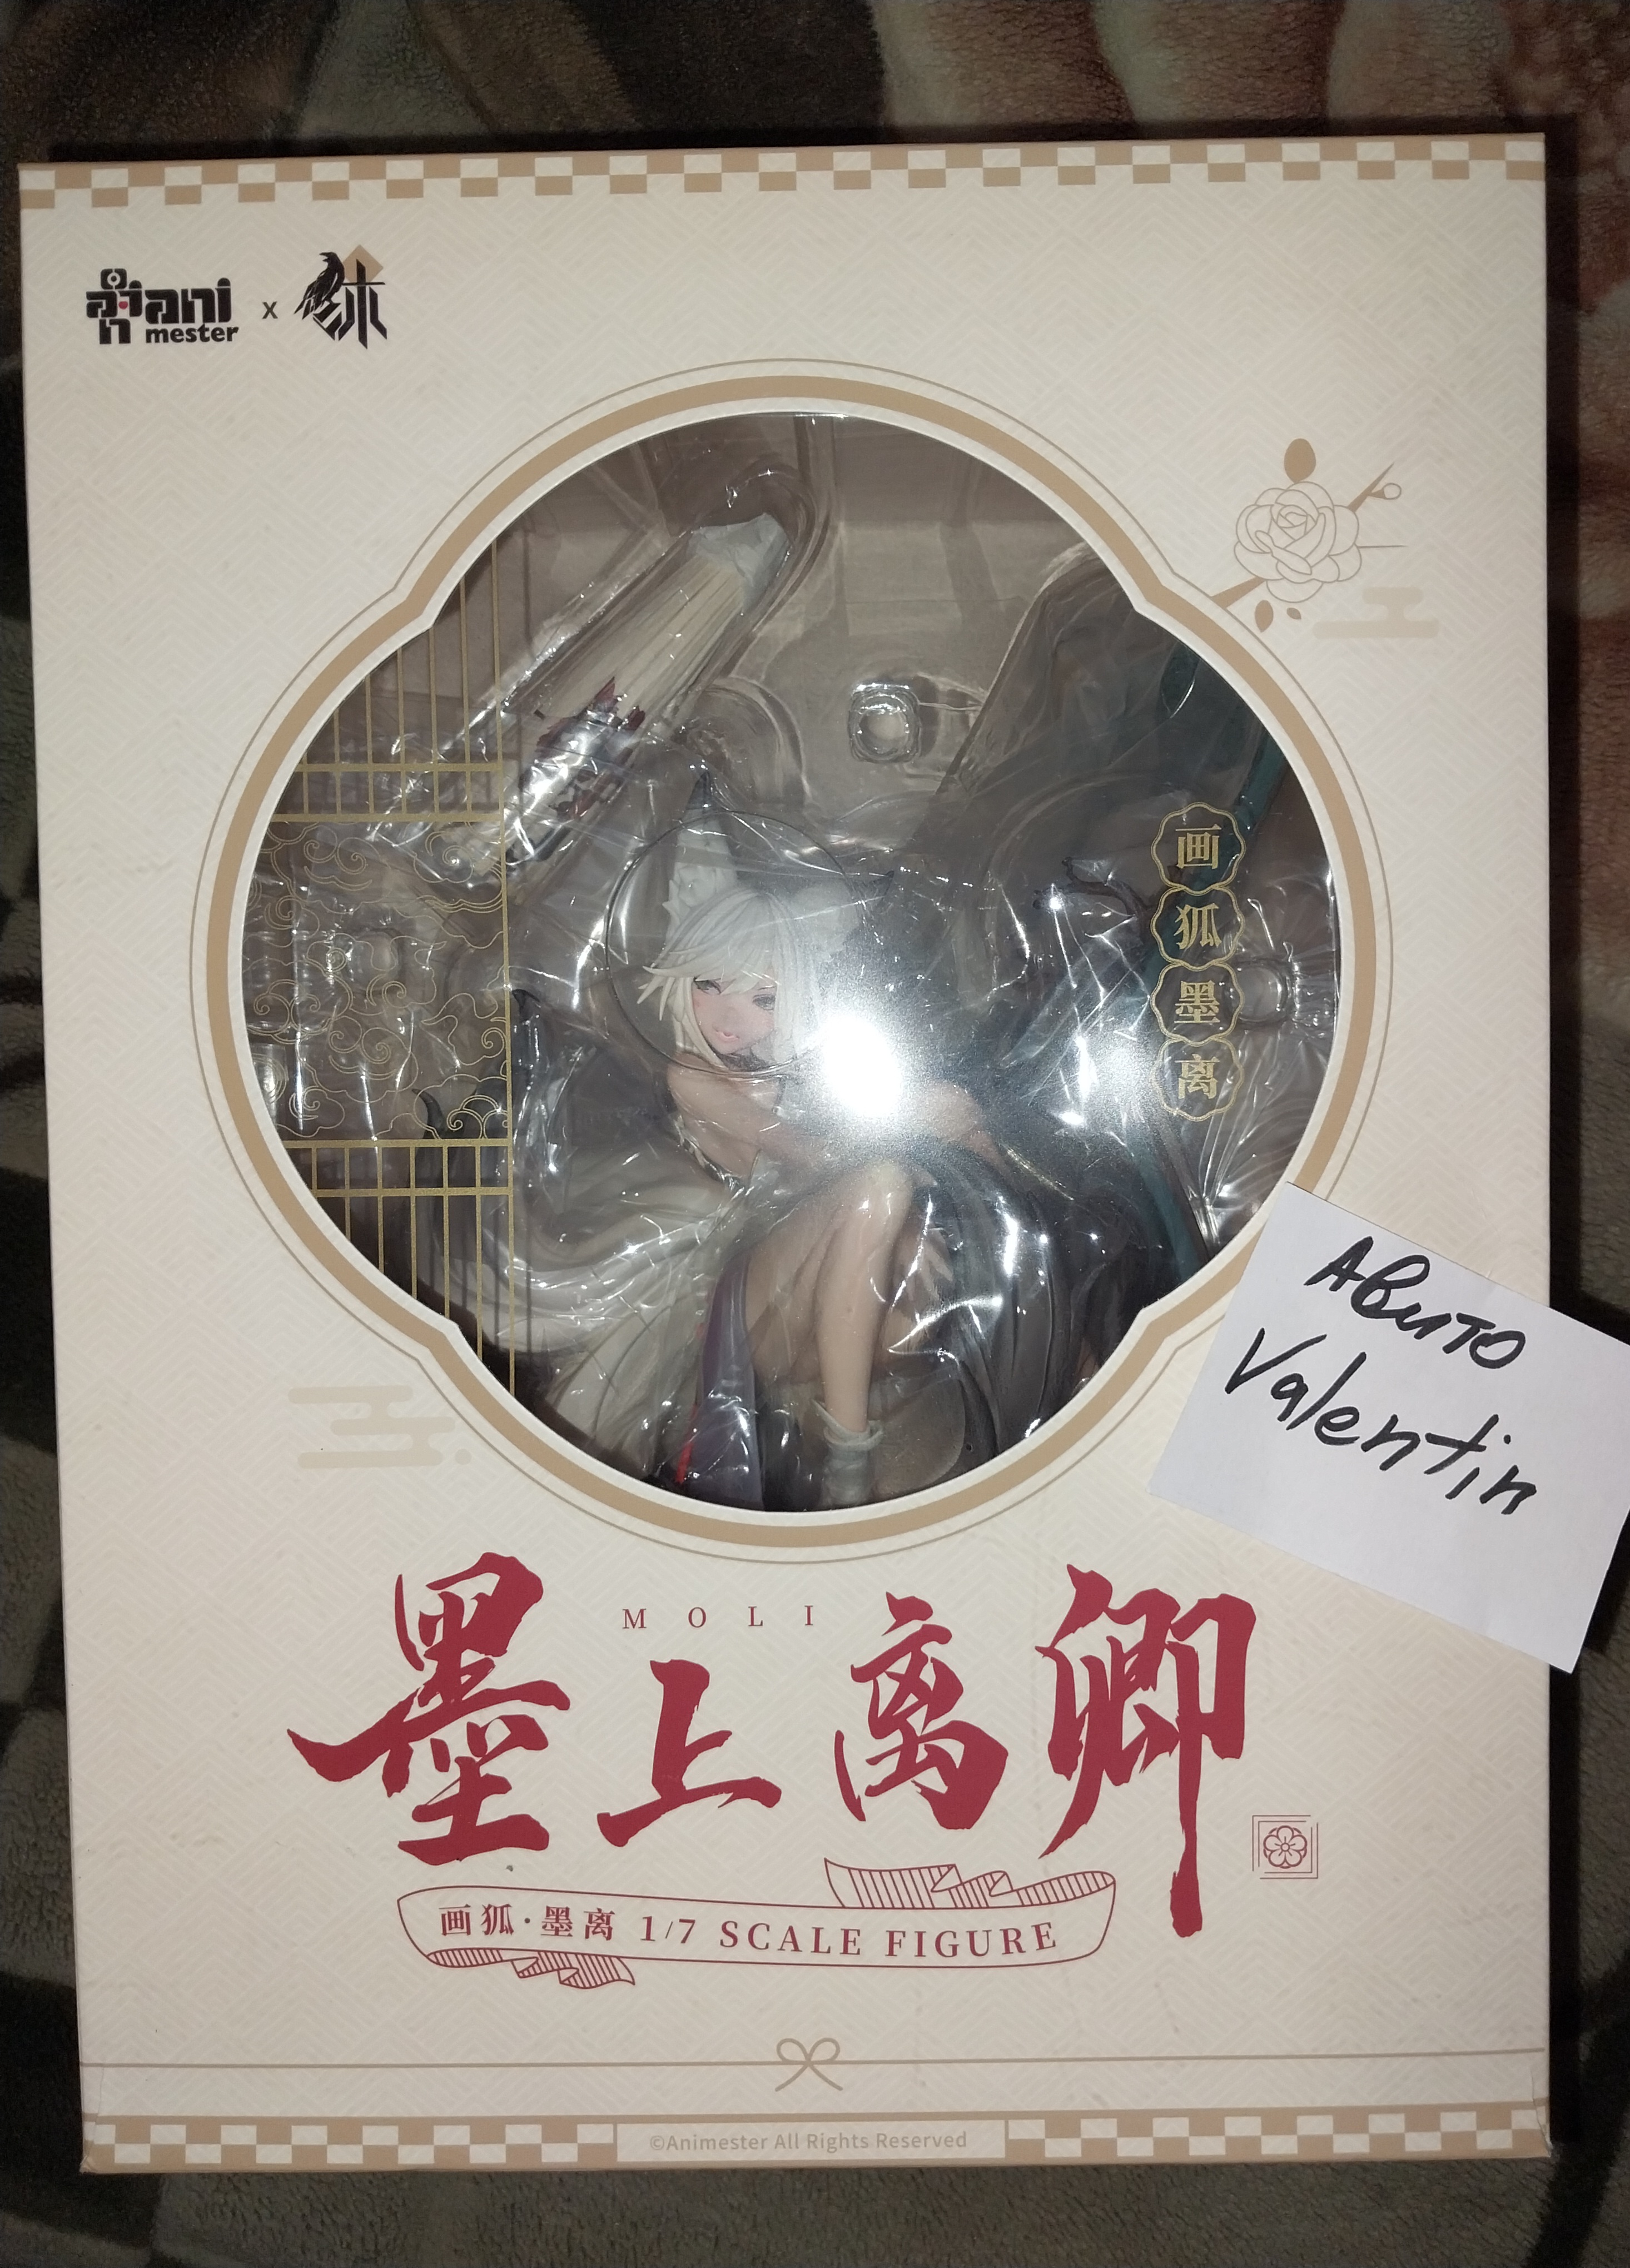 ani
mester
x
画
狐
墨
离
Авито
Valentin
MOLI
墨上离卿
画狐·墨离 1/7 SCALE FIGURE
©Animester All Rights Reserved